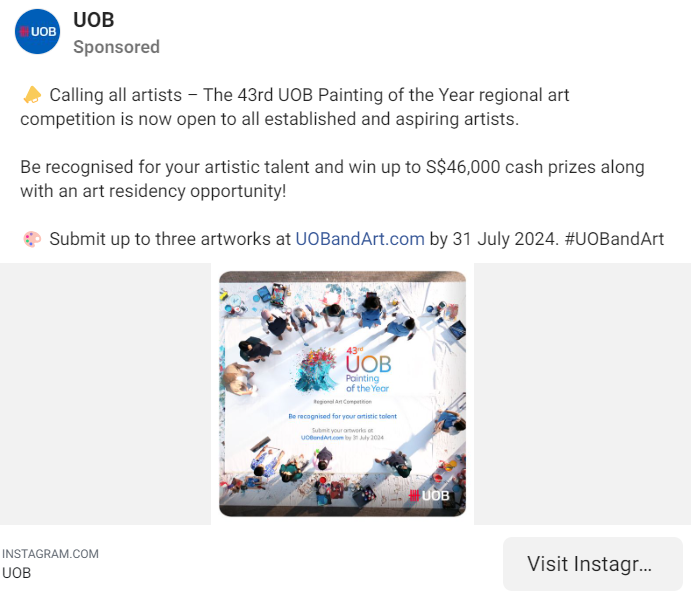 UOB
UOB
Sponsored
📣 Calling all artists – The 43rd UOB Painting of the Year regional art
competition is now open to all established and aspiring artists.
Be recognised for your artistic talent and win up to S$46,000 cash prizes along
with an art residency opportunity!
🎨 Submit up to three artworks at UOBandArt.com by 31 July 2024. #UOBandArt
43rd
UOB
Painting
of the Year
Regional Art Competition
Be recognised for your artistic talent
Submit your artworks at
UOBandArt.com by 31 July 2024
UOB
INSTAGRAM.COM
UOB
Visit Instagr...